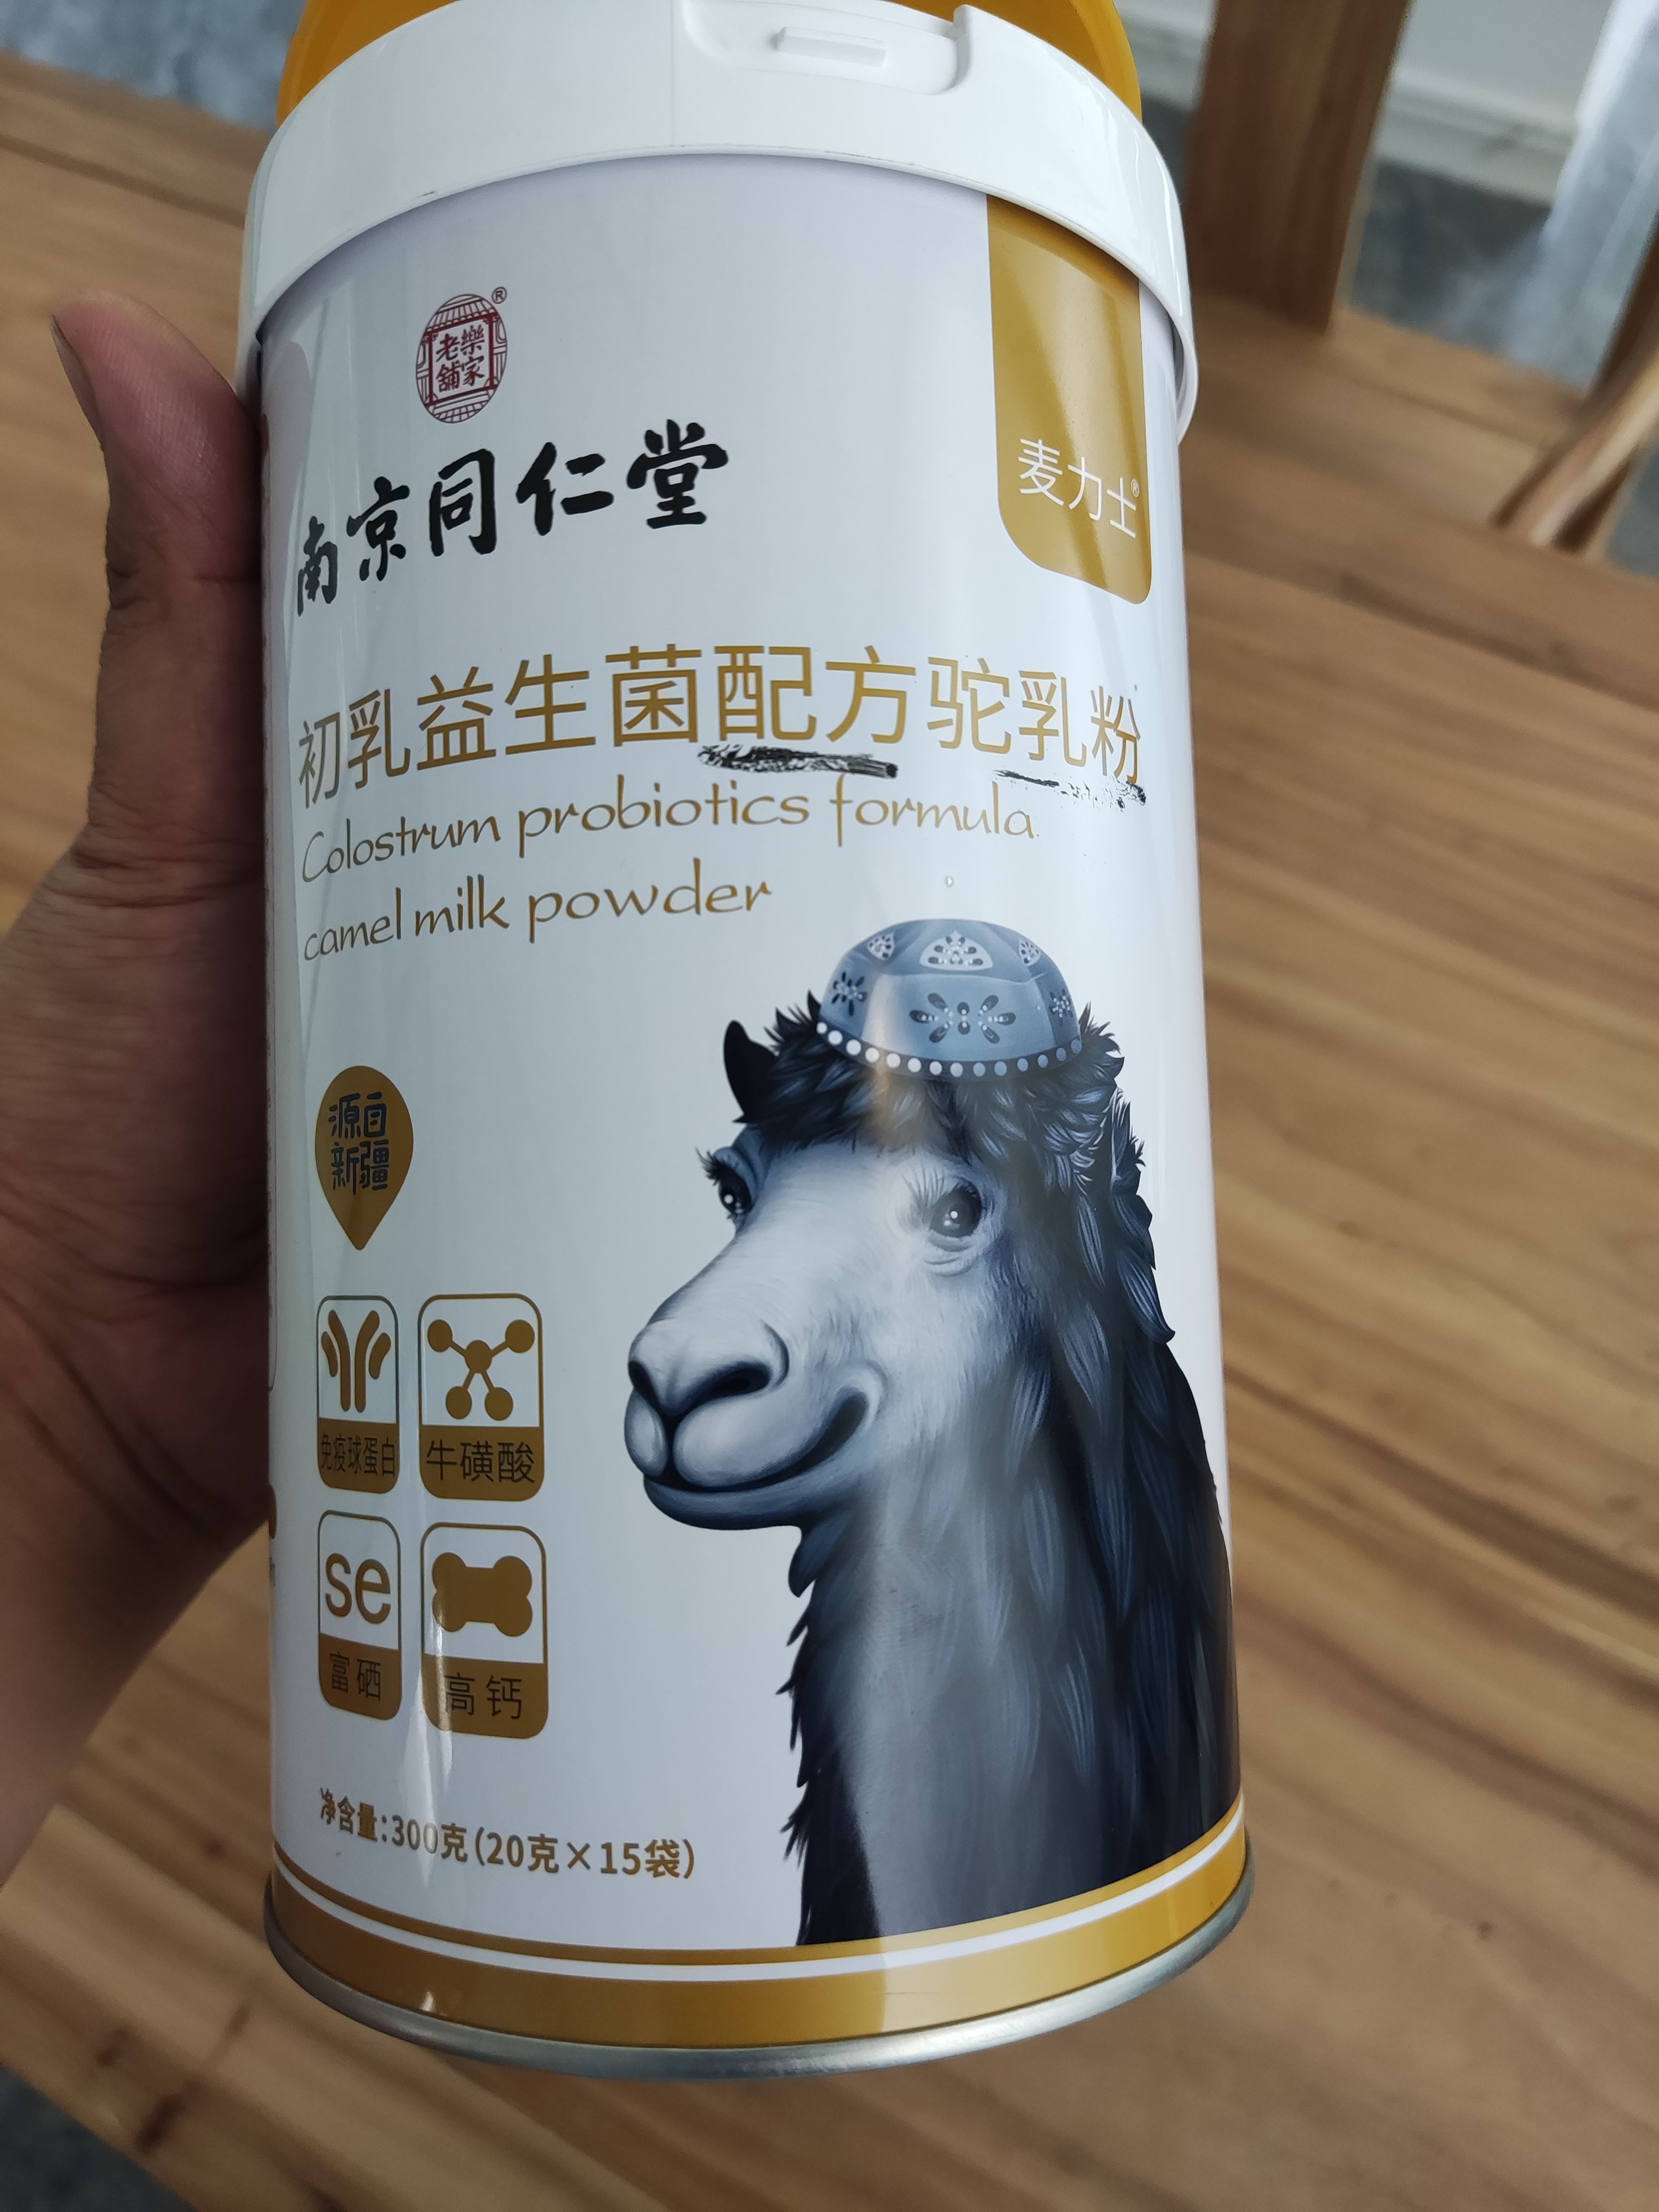 老樂
舖家
®
南京同仁堂
麦力士®
初乳益生菌配方驼乳粉
Colostrum probiotics formula
camel milk powder
源自
新疆
免疫球蛋白
牛磺酸
se
富硒
高钙
净含量:300克(20克×15袋)